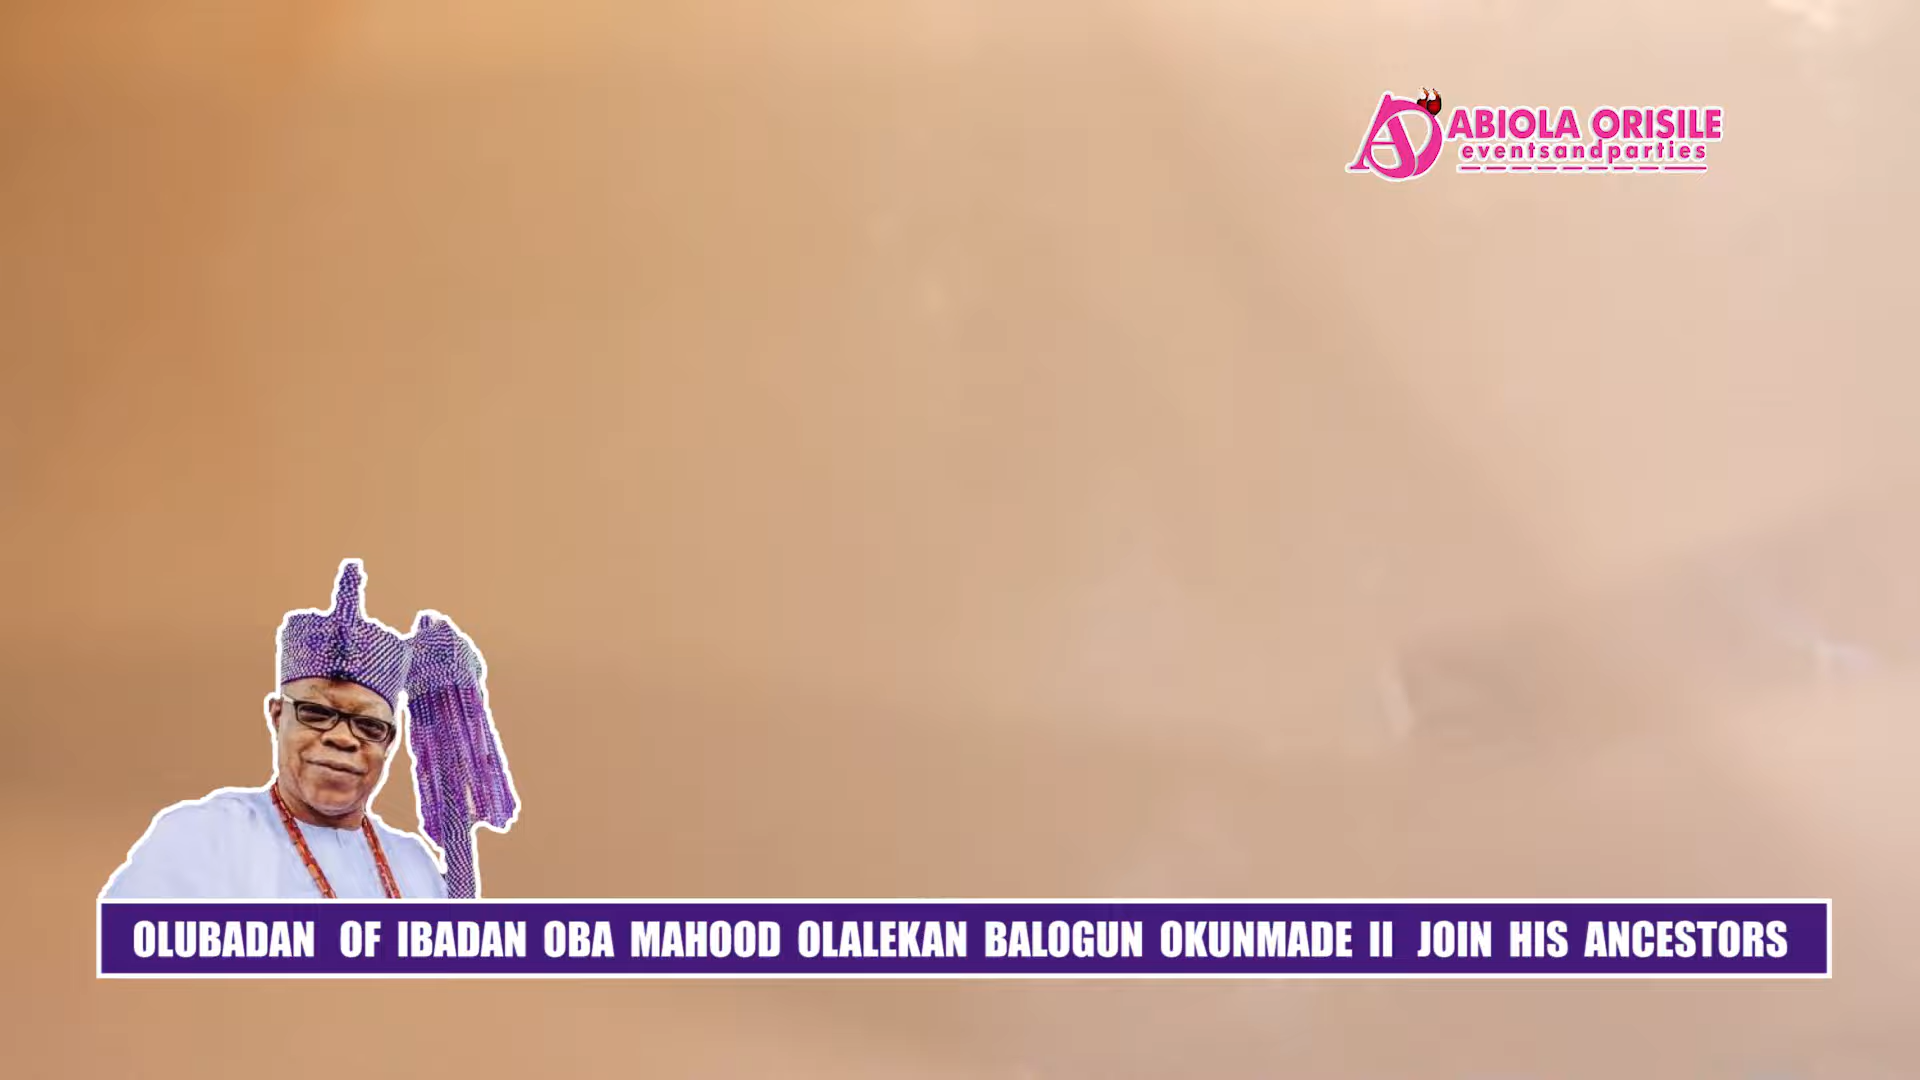 ABIOLA ORISILE
eventsandparties
OLUBADAN OF IBADAN OBA MAHOOD OLALEKAN BALOGUN OKUNMADE II JOIN HIS ANCESTORS